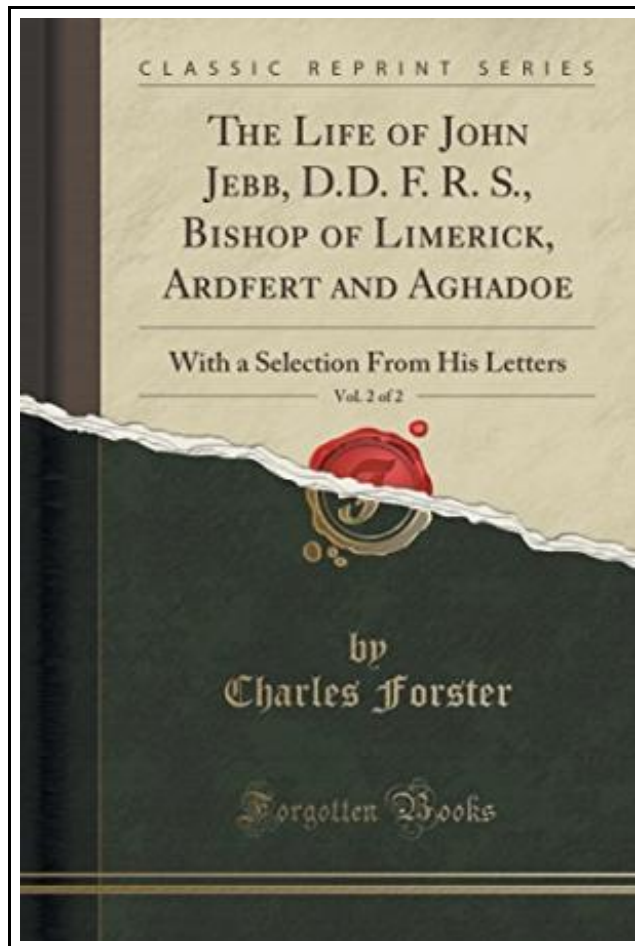 CLASSIC REPRINT SERIES
THE LIFE OF JOHN
JEBB, D.D. F. R. S.,
BISHOP OF LIMERICK,
ARDFERT AND AGHADOE
With a Selection From His Letters
Vol. 2 of 2
by
Charles Forster
Forgotten Books